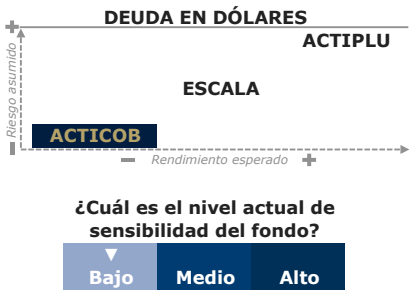 DEUDA EN DÓLARES
ACTIPLU
Riesgo asumido
ESCALA
ACTICOB
Rendimiento esperado
¿Cuál es el nivel actual de
sensibilidad del fondo?
Bajo Medio Alto